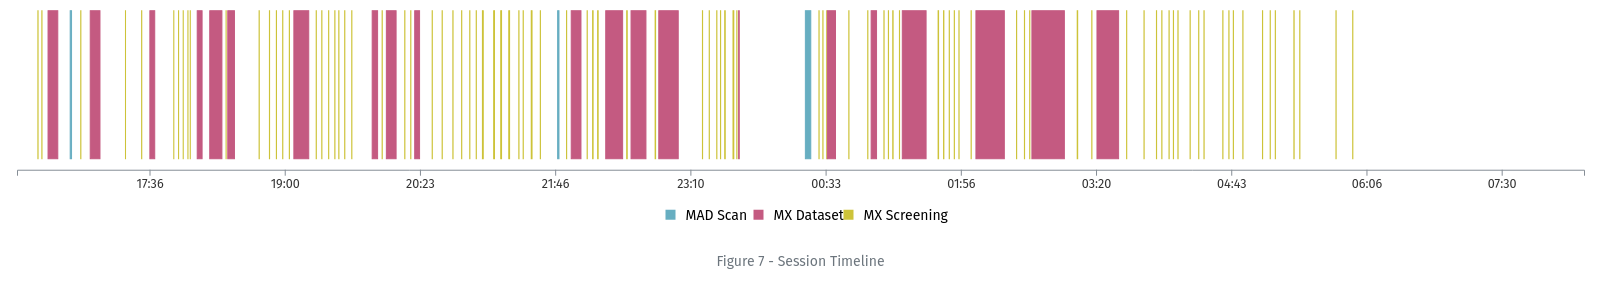 17:36 19:00 20:23 21:46 23:10 00:33 01:56 03:20 04:43 06:06 07:30
MAD Scan MX Dataset MX Screening
Figure 7 - Session Timeline